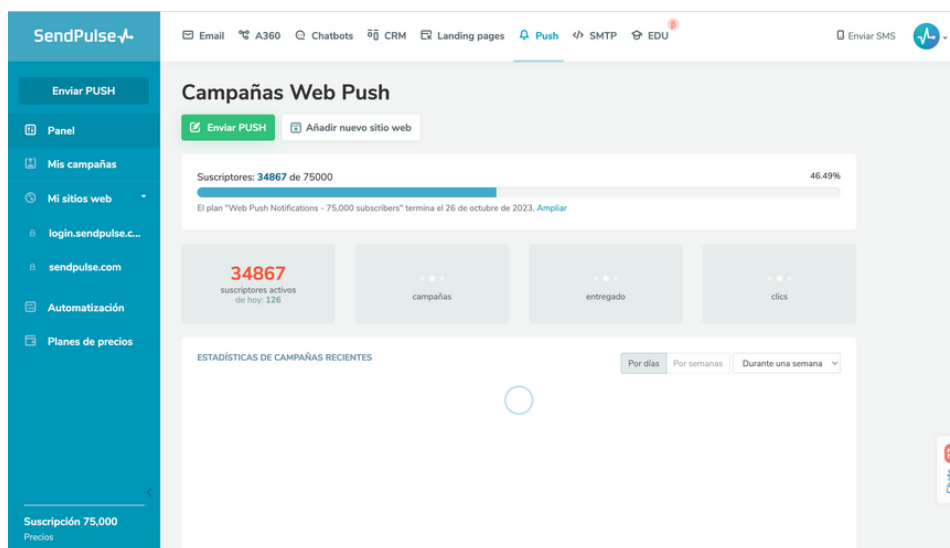 SendPulse
Email A360 Chatbots CRM Landing pages Push SMTP EDU β
Enviar SMS
Enviar PUSH
Panel
Mis campañas
Mi sitios web
login.sendpulse.c...
sendpulse.com
Automatización
Planes de precios
Suscripción 75,000
Precios
Campañas Web Push
Enviar PUSH Añadir nuevo sitio web
Suscriptores: 34867 de 75000 46.49%
El plan "Web Push Notifications - 75,000 subscribers" termina el 26 de octubre de 2023. Ampliar
34867
suscriptores activos
de hoy: 126
campañas
entregado
clics
ESTADÍSTICAS DE CAMPAÑAS RECIENTES
Por días Por semanas Durante una semana
Chats